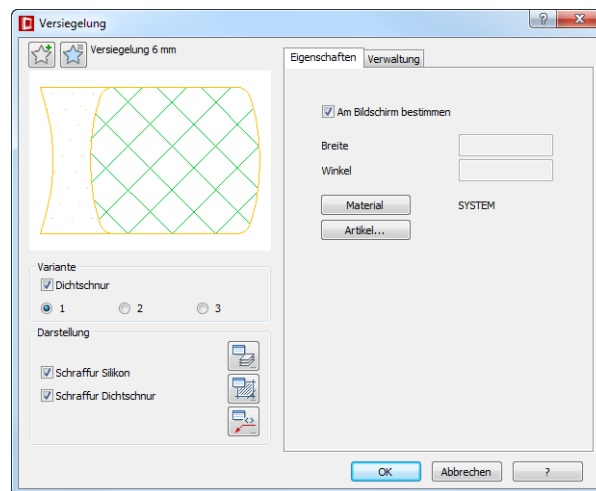 Versiegelung
Versiegelung 6 mm
Eigenschaften
Verwaltung
Am Bildschirm bestimmen
Breite
Winkel
Material
SYSTEM
Artikel...
Variante
Dichtschnur
1
2
3
Darstellung
Schraffur Silikon
Schraffur Dichtschnur
OK
Abbrechen
?